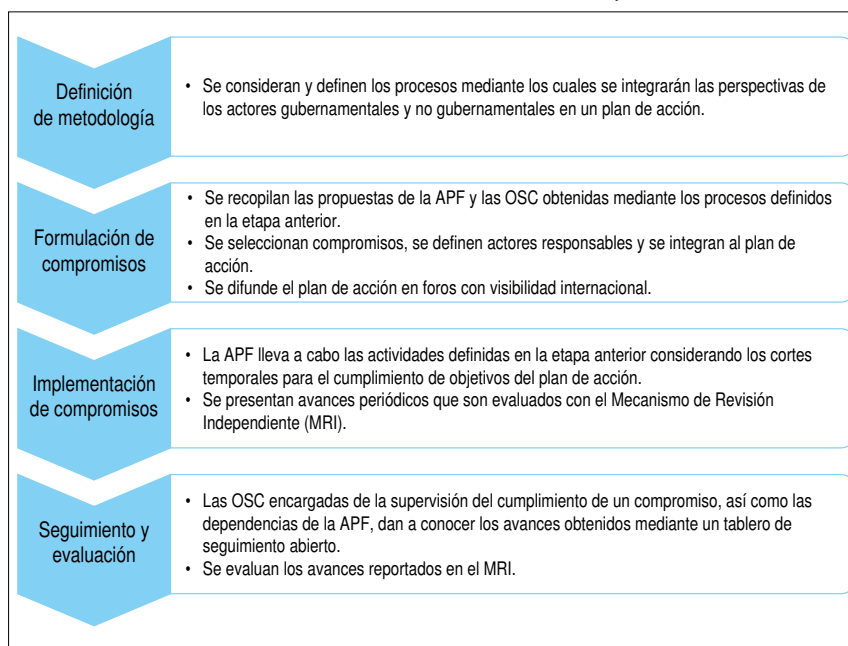 Definición
de metodología
• Se consideran y definen los procesos mediante los cuales se integrarán las perspectivas de
los actores gubernamentales y no gubernamentales en un plan de acción.
Formulación de
compromisos
• Se recopilan las propuestas de la APF y las OSC obtenidas mediante los procesos definidos
en la etapa anterior.
• Se seleccionan compromisos, se definen actores responsables y se integran al plan de
acción.
• Se difunde el plan de acción en foros con visibilidad internacional.
Implementación
de compromisos
• La APF lleva a cabo las actividades definidas en la etapa anterior considerando los cortes
temporales para el cumplimiento de objetivos del plan de acción.
• Se presentan avances periódicos que son evaluados con el Mecanismo de Revisión
Independiente (MRI).
Seguimiento y
evaluación
• Las OSC encargadas de la supervisión del cumplimiento de un compromiso, así como las
dependencias de la APF, dan a conocer los avances obtenidos mediante un tablero de
seguimiento abierto.
• Se evaluan los avances reportados en el MRI.